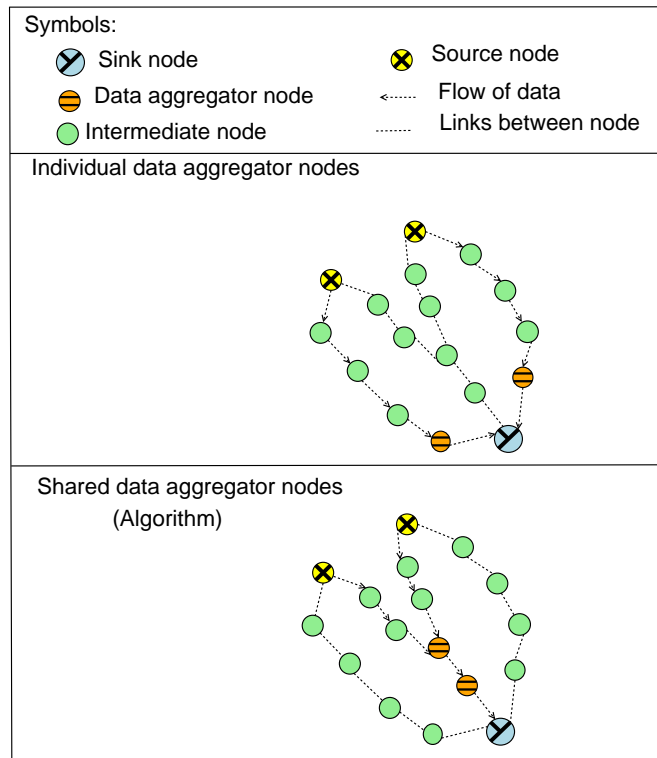 Symbols:
Sink node
Source node
Data aggregator node
Flow of data
Intermediate node
Links between node
Individual data aggregator nodes
Shared data aggregator nodes
(Algorithm)